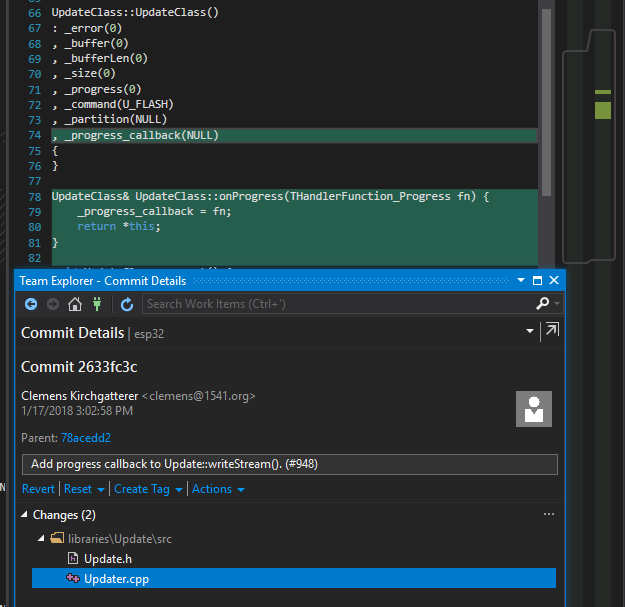 66 UpdateClass::UpdateClass()
67 : _error(0)
68 , _buffer(0)
69 , _bufferLen(0)
70 , _size(0)
71 , _progress(0)
72 , _command(U_FLASH)
73 , _partition(NULL)
74 , _progress_callback(NULL)
75 {
76 }
77
78 UpdateClass& UpdateClass::onProgress(THandlerFunction_Progress fn) {
79 _progress_callback = fn;
80 return *this;
81 }
82
Team Explorer - Commit Details
Search Work Items (Ctrl+')
Commit Details | esp32
Commit 2633fc3c
Clemens Kirchgatterer <clemens@1541.org>
1/17/2018 3:02:58 PM
Parent: 78acedd2
Add progress callback to Update::writeStream(). (#948)
Revert | Reset | Create Tag | Actions
Changes (2)
...
libraries\Update\src
Update.h
Updater.cpp